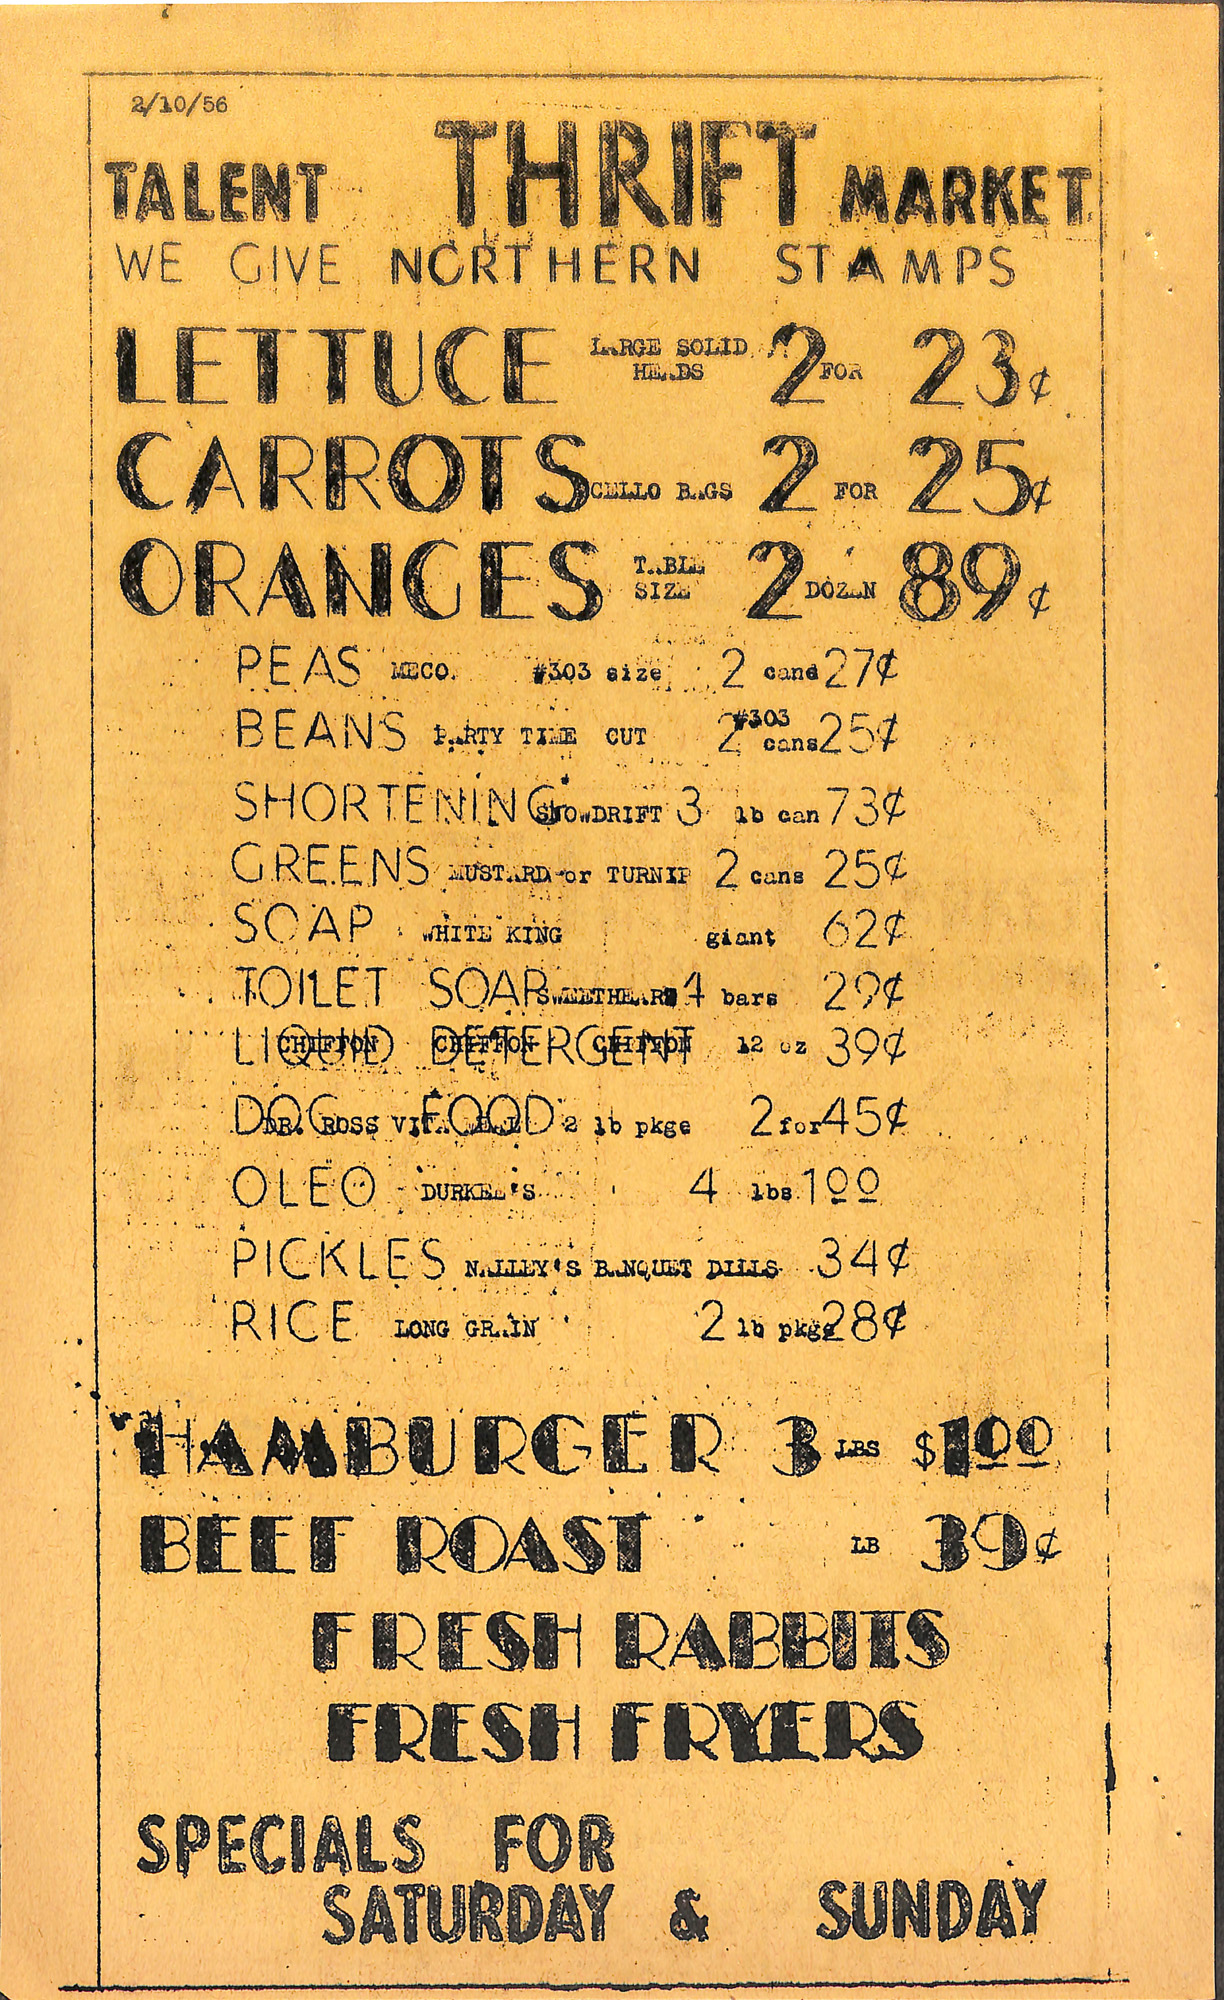 2/10/56
TALENT THRIFT MARKET
WE GIVE NORTHERN STAMPS
LETTUCE LARGE SOLID HEADS 2 FOR 23¢
CARROTS CELLO BAGS 2 FOR 25¢
ORANGES TABLE SIZE 2 DOZEN 89¢
PEAS MECO. #303 size 2 cans 27¢
BEANS PARTY TIME CUT 2 #303 cans 25¢
SHORTENING SNOWDRIFT 3 lb can 73¢
GREENS MUSTARD or TURNIP 2 cans 25¢
SOAP WHITE KING giant 62¢
TOILET SOAP SWEETHEART 4 bars 29¢
LIQUID DETERGENT CHIFFON CHIFFON CHIFFON 12 oz 39¢
DOG FOOD DR. ROSS VITA MEAL 2 lb pkge 2 for 45¢
OLEO DURKEE'S 4 lbs 1 00
PICKLES NALLEY'S BANQUET DILLS 34¢
RICE LONG GRAIN 2 lb pkge 28¢
HAMBURGER 3 LBS $1 00
BEEF ROAST LB 39¢
FRESH RABBITS
FRESH FRYERS
SPECIALS FOR
SATURDAY & SUNDAY